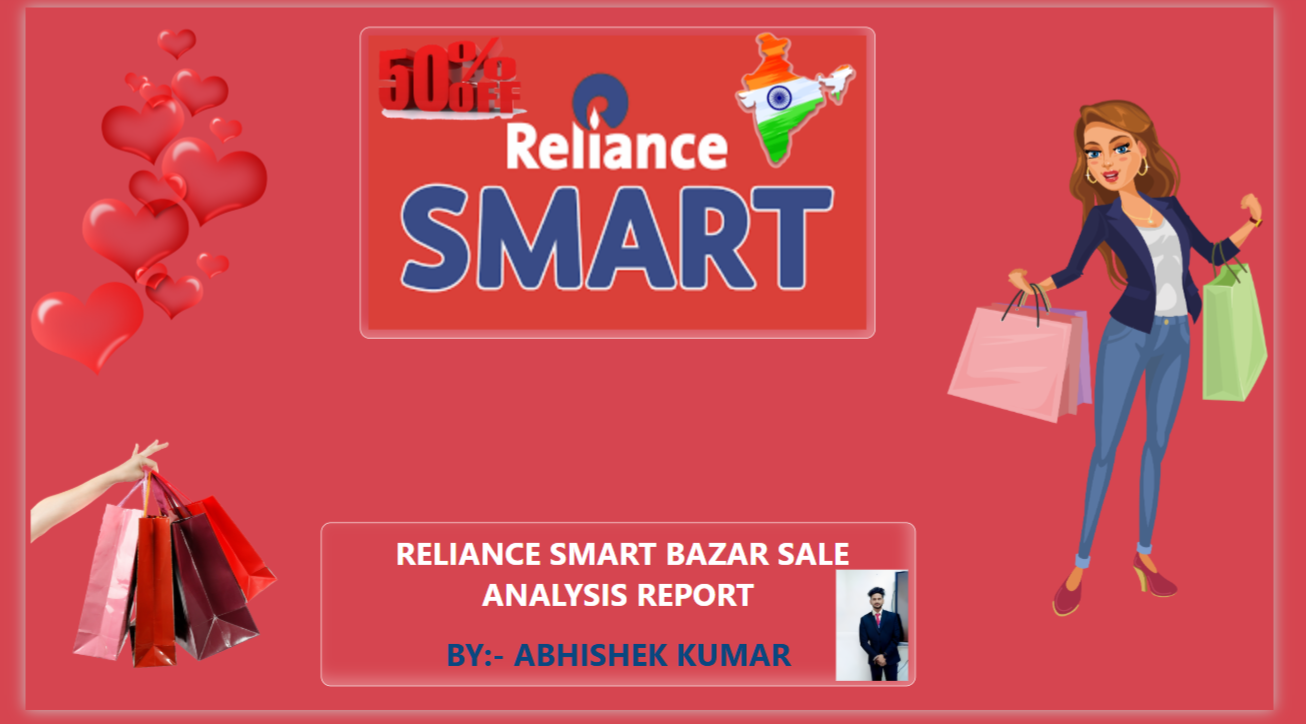 50%
OFF
Reliance
SMART
RELIANCE SMART BAZAR SALE
ANALYSIS REPORT
BY:- ABHISHEK KUMAR